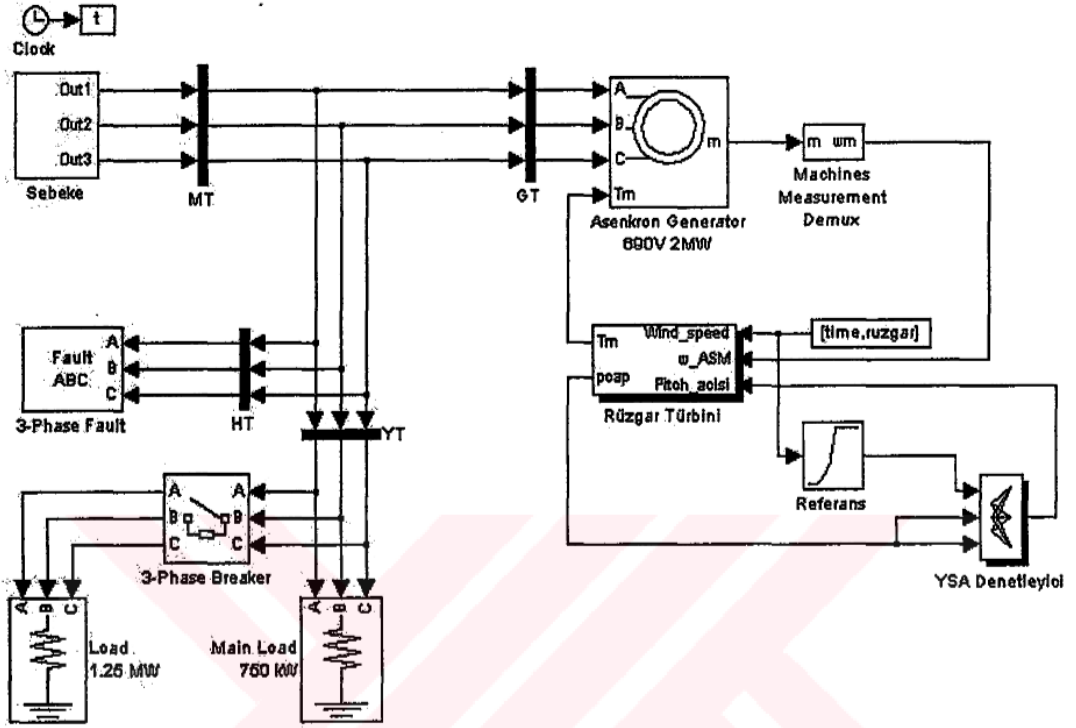 t
Clock
Out1
Out2
Out3
Sebeke
MT
GT
A
B
C
Tm
m
Asenkron Generator
690V 2MW
m wm
Machines
Measurement
Demux
Fault
ABC
A
B
C
3-Phase Fault
HT
YT
Tm
poap
Wind_speed
w_ASM
Pitoh_aoisi
Rüzgar Türbini
[time,ruzgar]
Referans
YSA Denetleyioi
A
B
C
A
B
C
3-Phase Breaker
A
B
C
Load
1.25 MW
A
B
C
Main Load
750 kW